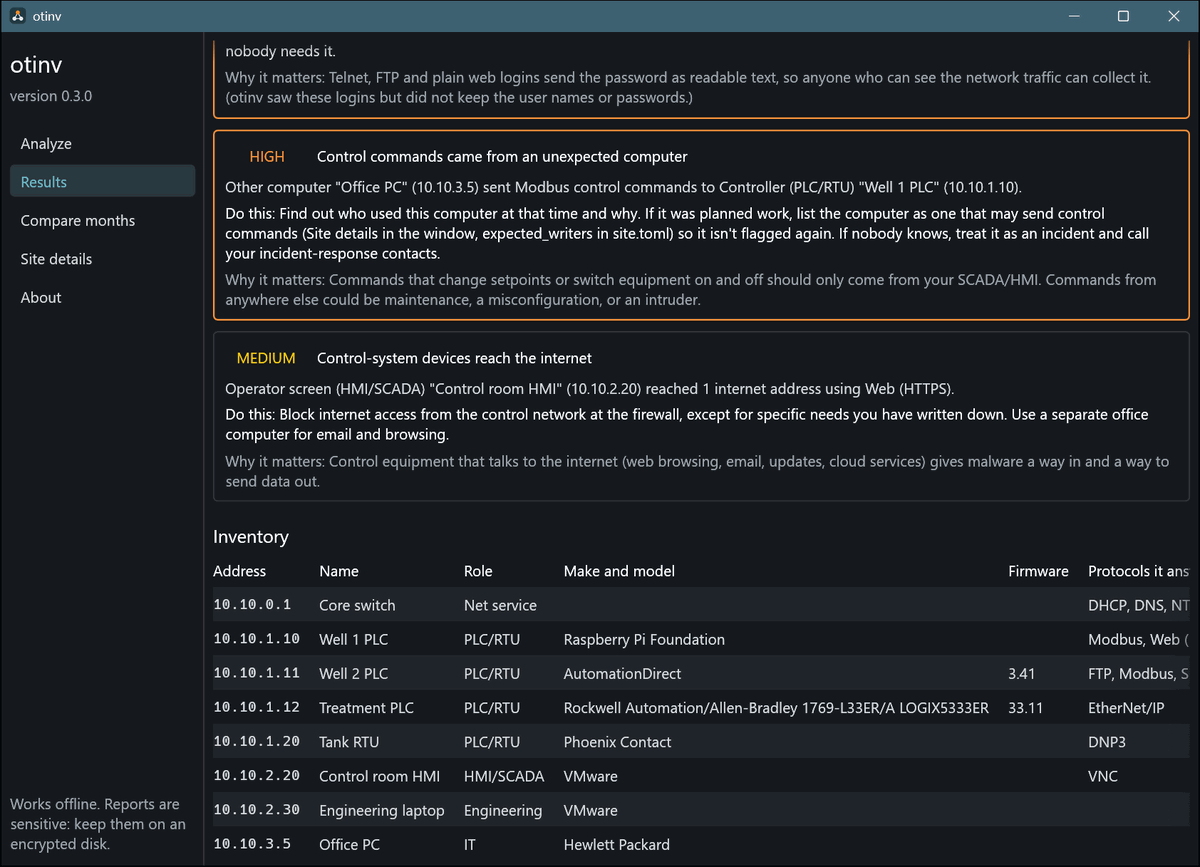 otinv
otinv
version 0.3.0
Analyze
Results
Compare months
Site details
About
Works offline. Reports are
sensitive: keep them on an
encrypted disk.
nobody needs it.
Why it matters: Telnet, FTP and plain web logins send the password as readable text, so anyone who can see the network traffic can collect it.
(otinv saw these logins but did not keep the user names or passwords.)
HIGH Control commands came from an unexpected computer
Other computer "Office PC" (10.10.3.5) sent Modbus control commands to Controller (PLC/RTU) "Well 1 PLC" (10.10.1.10).
Do this: Find out who used this computer at that time and why. If it was planned work, list the computer as one that may send control
commands (Site details in the window, expected_writers in site.toml) so it isn't flagged again. If nobody knows, treat it as an incident and call
your incident-response contacts.
Why it matters: Commands that change setpoints or switch equipment on and off should only come from your SCADA/HMI. Commands from
anywhere else could be maintenance, a misconfiguration, or an intruder.
MEDIUM Control-system devices reach the internet
Operator screen (HMI/SCADA) "Control room HMI" (10.10.2.20) reached 1 internet address using Web (HTTPS).
Do this: Block internet access from the control network at the firewall, except for specific needs you have written down. Use a separate office
computer for email and browsing.
Why it matters: Control equipment that talks to the internet (web browsing, email, updates, cloud services) gives malware a way in and a way to
send data out.
Inventory
Address Name Role Make and model Firmware Protocols it ans
10.10.0.1 Core switch Net service DHCP, DNS, NT
10.10.1.10 Well 1 PLC PLC/RTU Raspberry Pi Foundation Modbus, Web (
10.10.1.11 Well 2 PLC PLC/RTU AutomationDirect 3.41 FTP, Modbus, S
10.10.1.12 Treatment PLC PLC/RTU Rockwell Automation/Allen-Bradley 1769-L33ER/A LOGIX5333ER 33.11 EtherNet/IP
10.10.1.20 Tank RTU PLC/RTU Phoenix Contact DNP3
10.10.2.20 Control room HMI HMI/SCADA VMware VNC
10.10.2.30 Engineering laptop Engineering VMware
10.10.3.5 Office PC IT Hewlett Packard